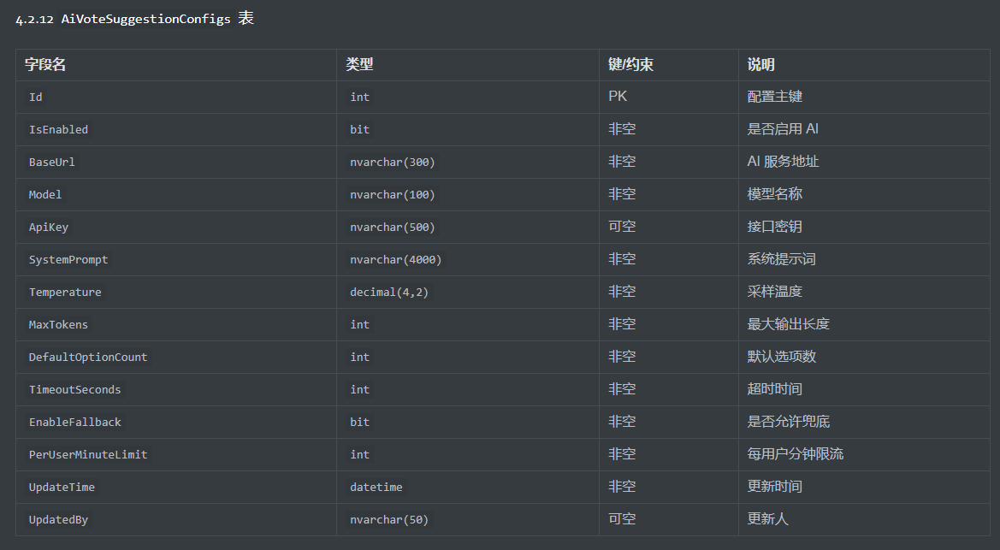 4.2.12 AiVoteSuggestionConfigs 表
字段名 类型 键/约束 说明
Id int PK 配置主键
IsEnabled bit 非空 是否启用 AI
BaseUrl nvarchar(300) 非空 AI 服务地址
Model nvarchar(100) 非空 模型名称
ApiKey nvarchar(500) 可空 接口密钥
SystemPrompt nvarchar(4000) 非空 系统提示词
Temperature decimal(4,2) 非空 采样温度
MaxTokens int 非空 最大输出长度
DefaultOptionCount int 非空 默认选项数
TimeoutSeconds int 非空 超时时间
EnableFallback bit 非空 是否允许兜底
PerUserMinuteLimit int 非空 每用户分钟限流
UpdateTime datetime 非空 更新时间
UpdatedBy nvarchar(50) 可空 更新人